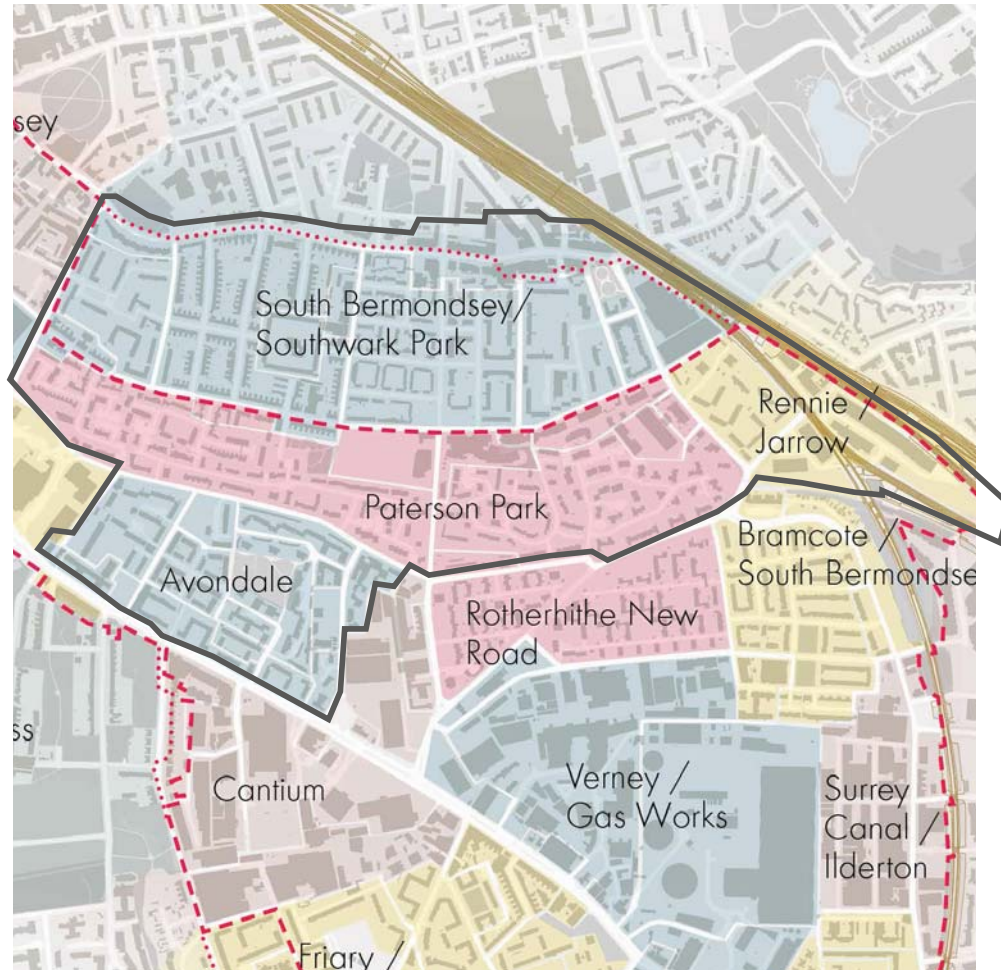 sey
South Bermondsey/
Southwark Park
Rennie /
Jarrow
Paterson Park
Bramcote /
South Bermondse
Avondale
Rotherhithe New
Road
ss
Cantium
Verney /
Gas Works
Surrey
Canal /
Ilderton
Friary /